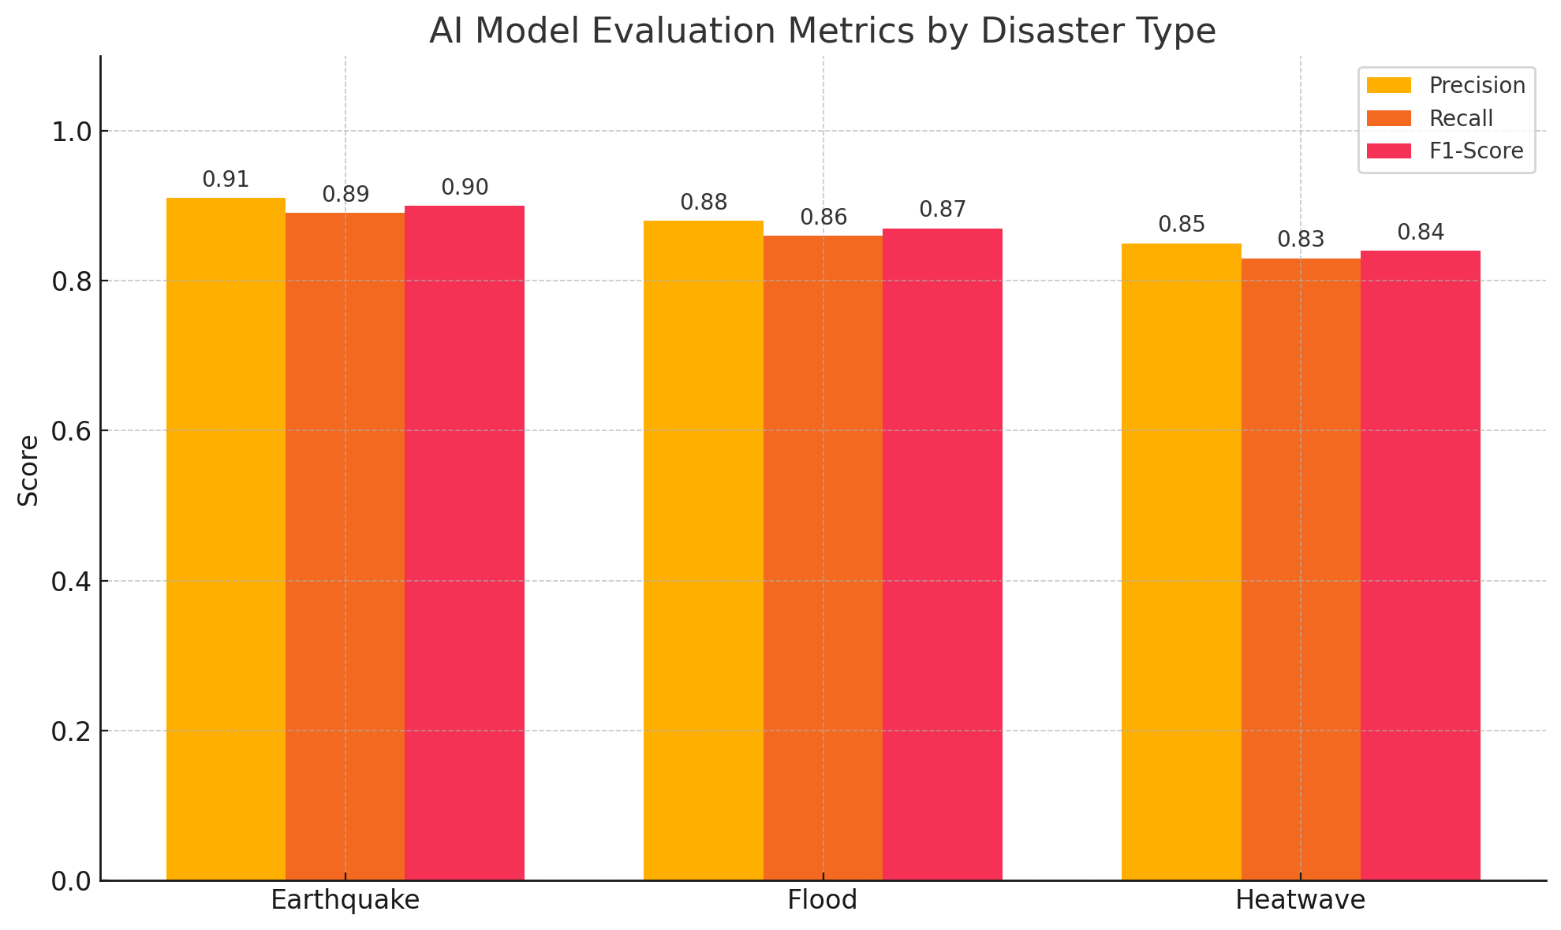 AI Model Evaluation Metrics by Disaster Type
Precision
Recall
F1-Score
Score
1.0
0.8
0.6
0.4
0.2
0.0
0.91
0.89
0.90
0.88
0.86
0.87
0.85
0.83
0.84
Earthquake
Flood
Heatwave